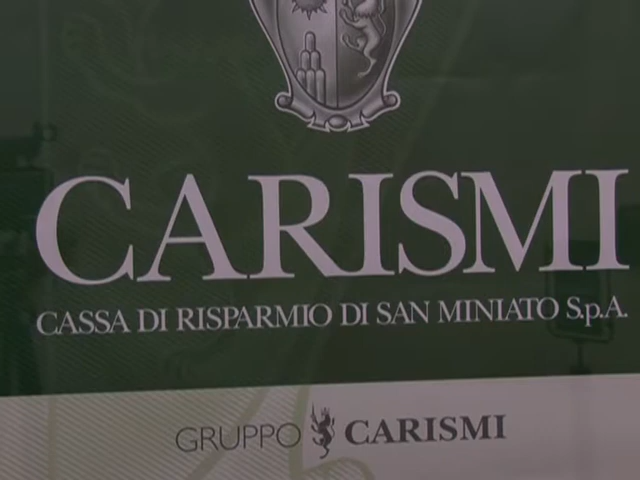 CARISMI
CASSA DI RISPARMIO DI SAN MINIATO S.p.A.
GRUPPO CARISMI